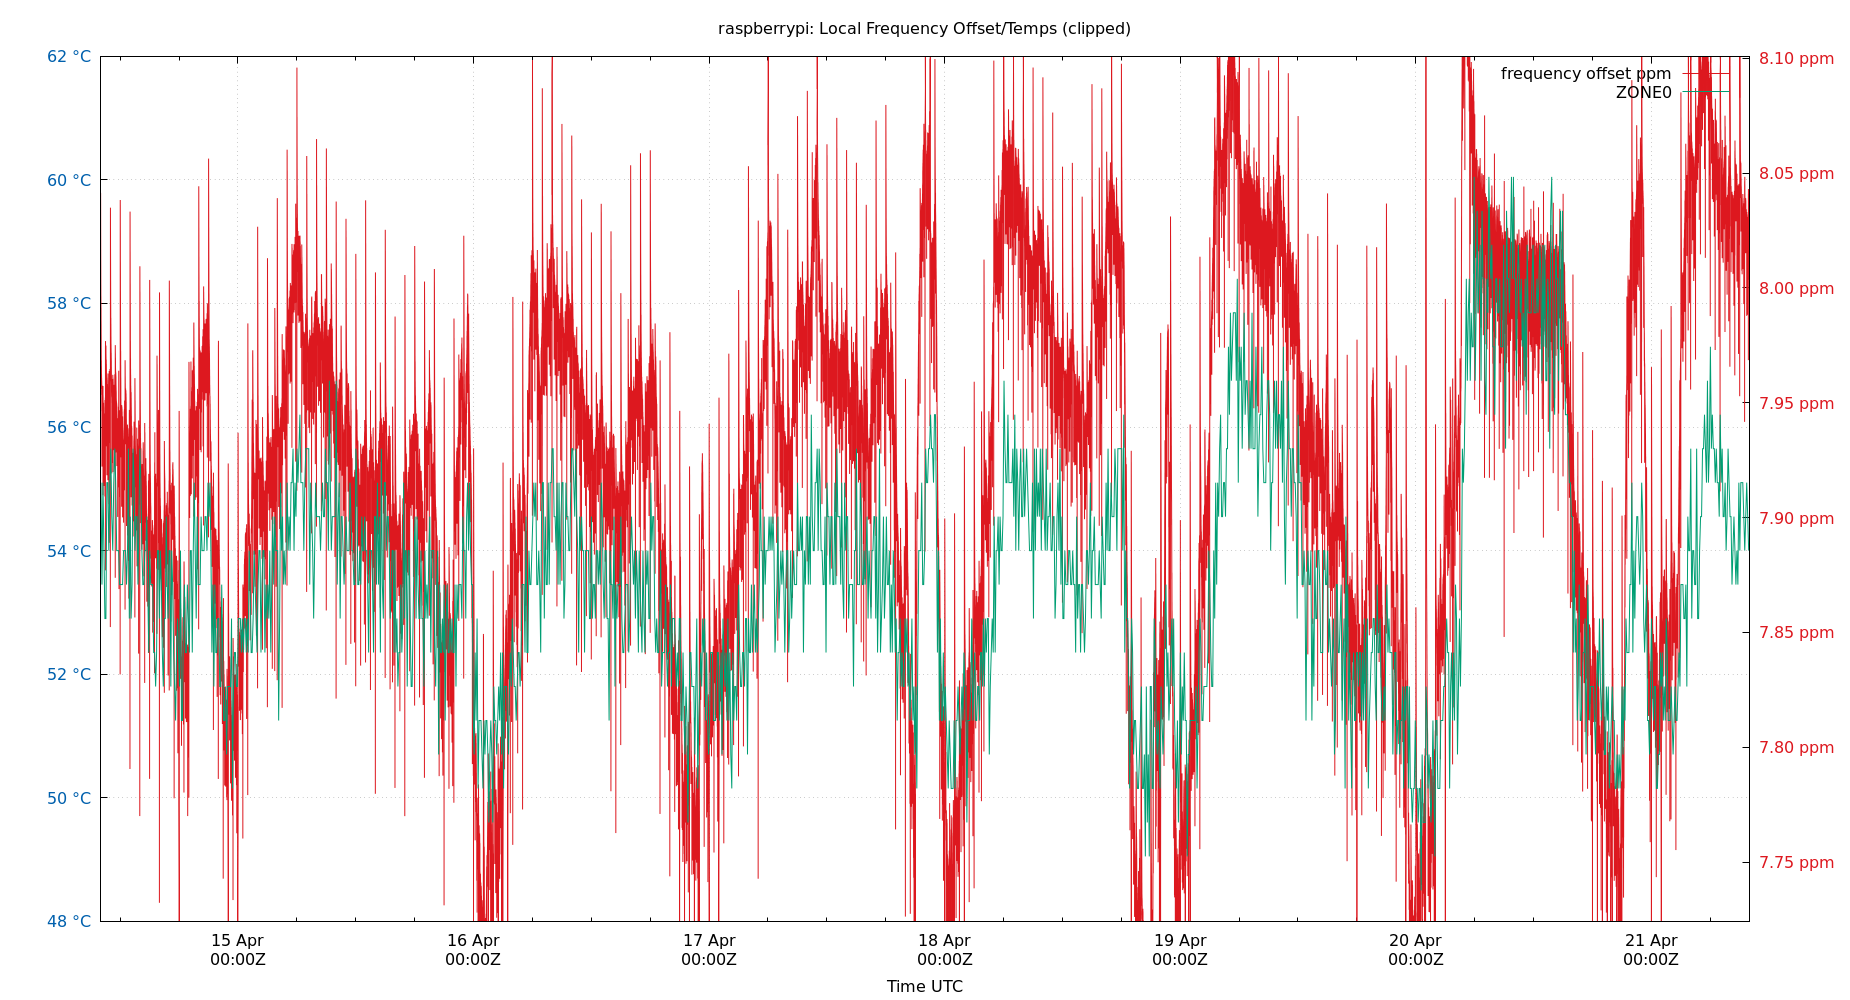 raspberrypi: Local Frequency Offset/Temps (clipped)
62 °C
60 °C
58 °C
56 °C
54 °C
52 °C
50 °C
48 °C
8.10 ppm
8.05 ppm
8.00 ppm
7.95 ppm
7.90 ppm
7.85 ppm
7.80 ppm
7.75 ppm
frequency offset ppm
ZONE0
15 Apr
00:00Z
16 Apr
00:00Z
17 Apr
00:00Z
18 Apr
00:00Z
19 Apr
00:00Z
20 Apr
00:00Z
21 Apr
00:00Z
Time UTC